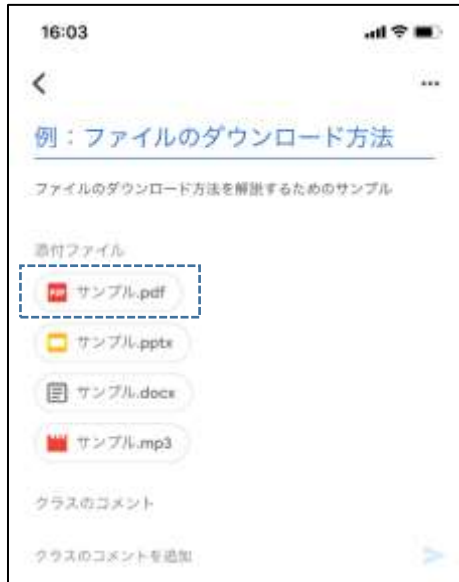 16:03
例：ファイルのダウンロード方法
ファイルのダウンロード方法を解説するためのサンプル
添付ファイル
PDF サンプル.pdf
サンプル.pptx
サンプル.docx
サンプル.mp3
クラスのコメント
クラスのコメントを追加